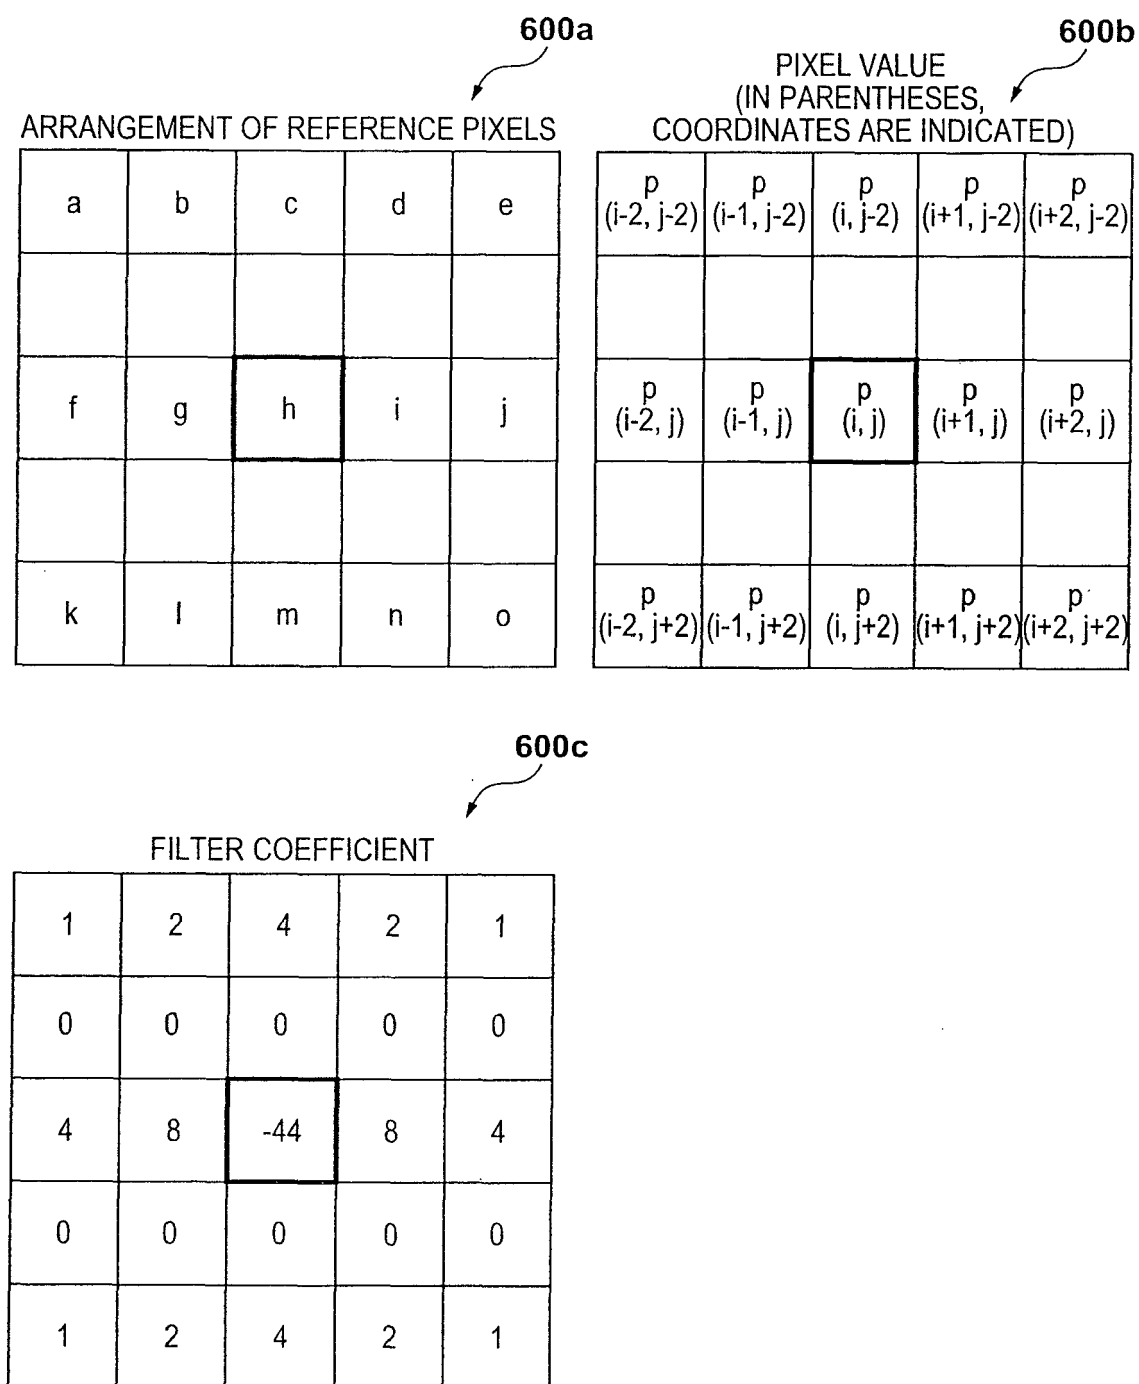 600a
ARRANGEMENT OF REFERENCE PIXELS
a b c d e
f g h i j
k l m n o
600b
PIXEL VALUE
(IN PARENTHESES,
COORDINATES ARE INDICATED)
p p p p p
(i-2, j-2) (i-1, j-2) (i, j-2) (i+1, j-2) (i+2, j-2)
p p p p p
(i-2, j) (i-1, j) (i, j) (i+1, j) (i+2, j)
p p p p p
(i-2, j+2) (i-1, j+2) (i, j+2) (i+1, j+2) (i+2, j+2)
600c
FILTER COEFFICIENT
1 2 4 2 1
0 0 0 0 0
4 8 -44 8 4
0 0 0 0 0
1 2 4 2 1